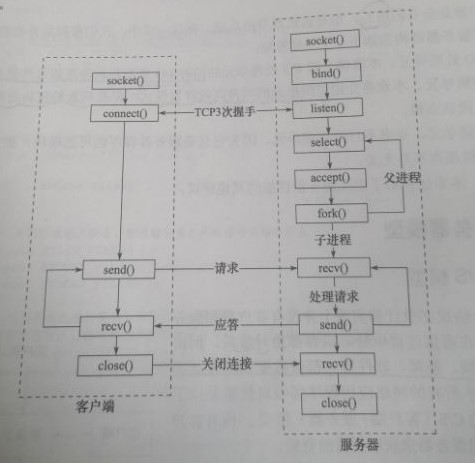 socket()
connect()
send()
recv()
close()
客户端
TCP3次握手
请求
应答
关闭连接
socket()
bind()
listen()
select()
accept()
父进程
fork()
子进程
recv()
处理请求
send()
recv()
close()
服务器